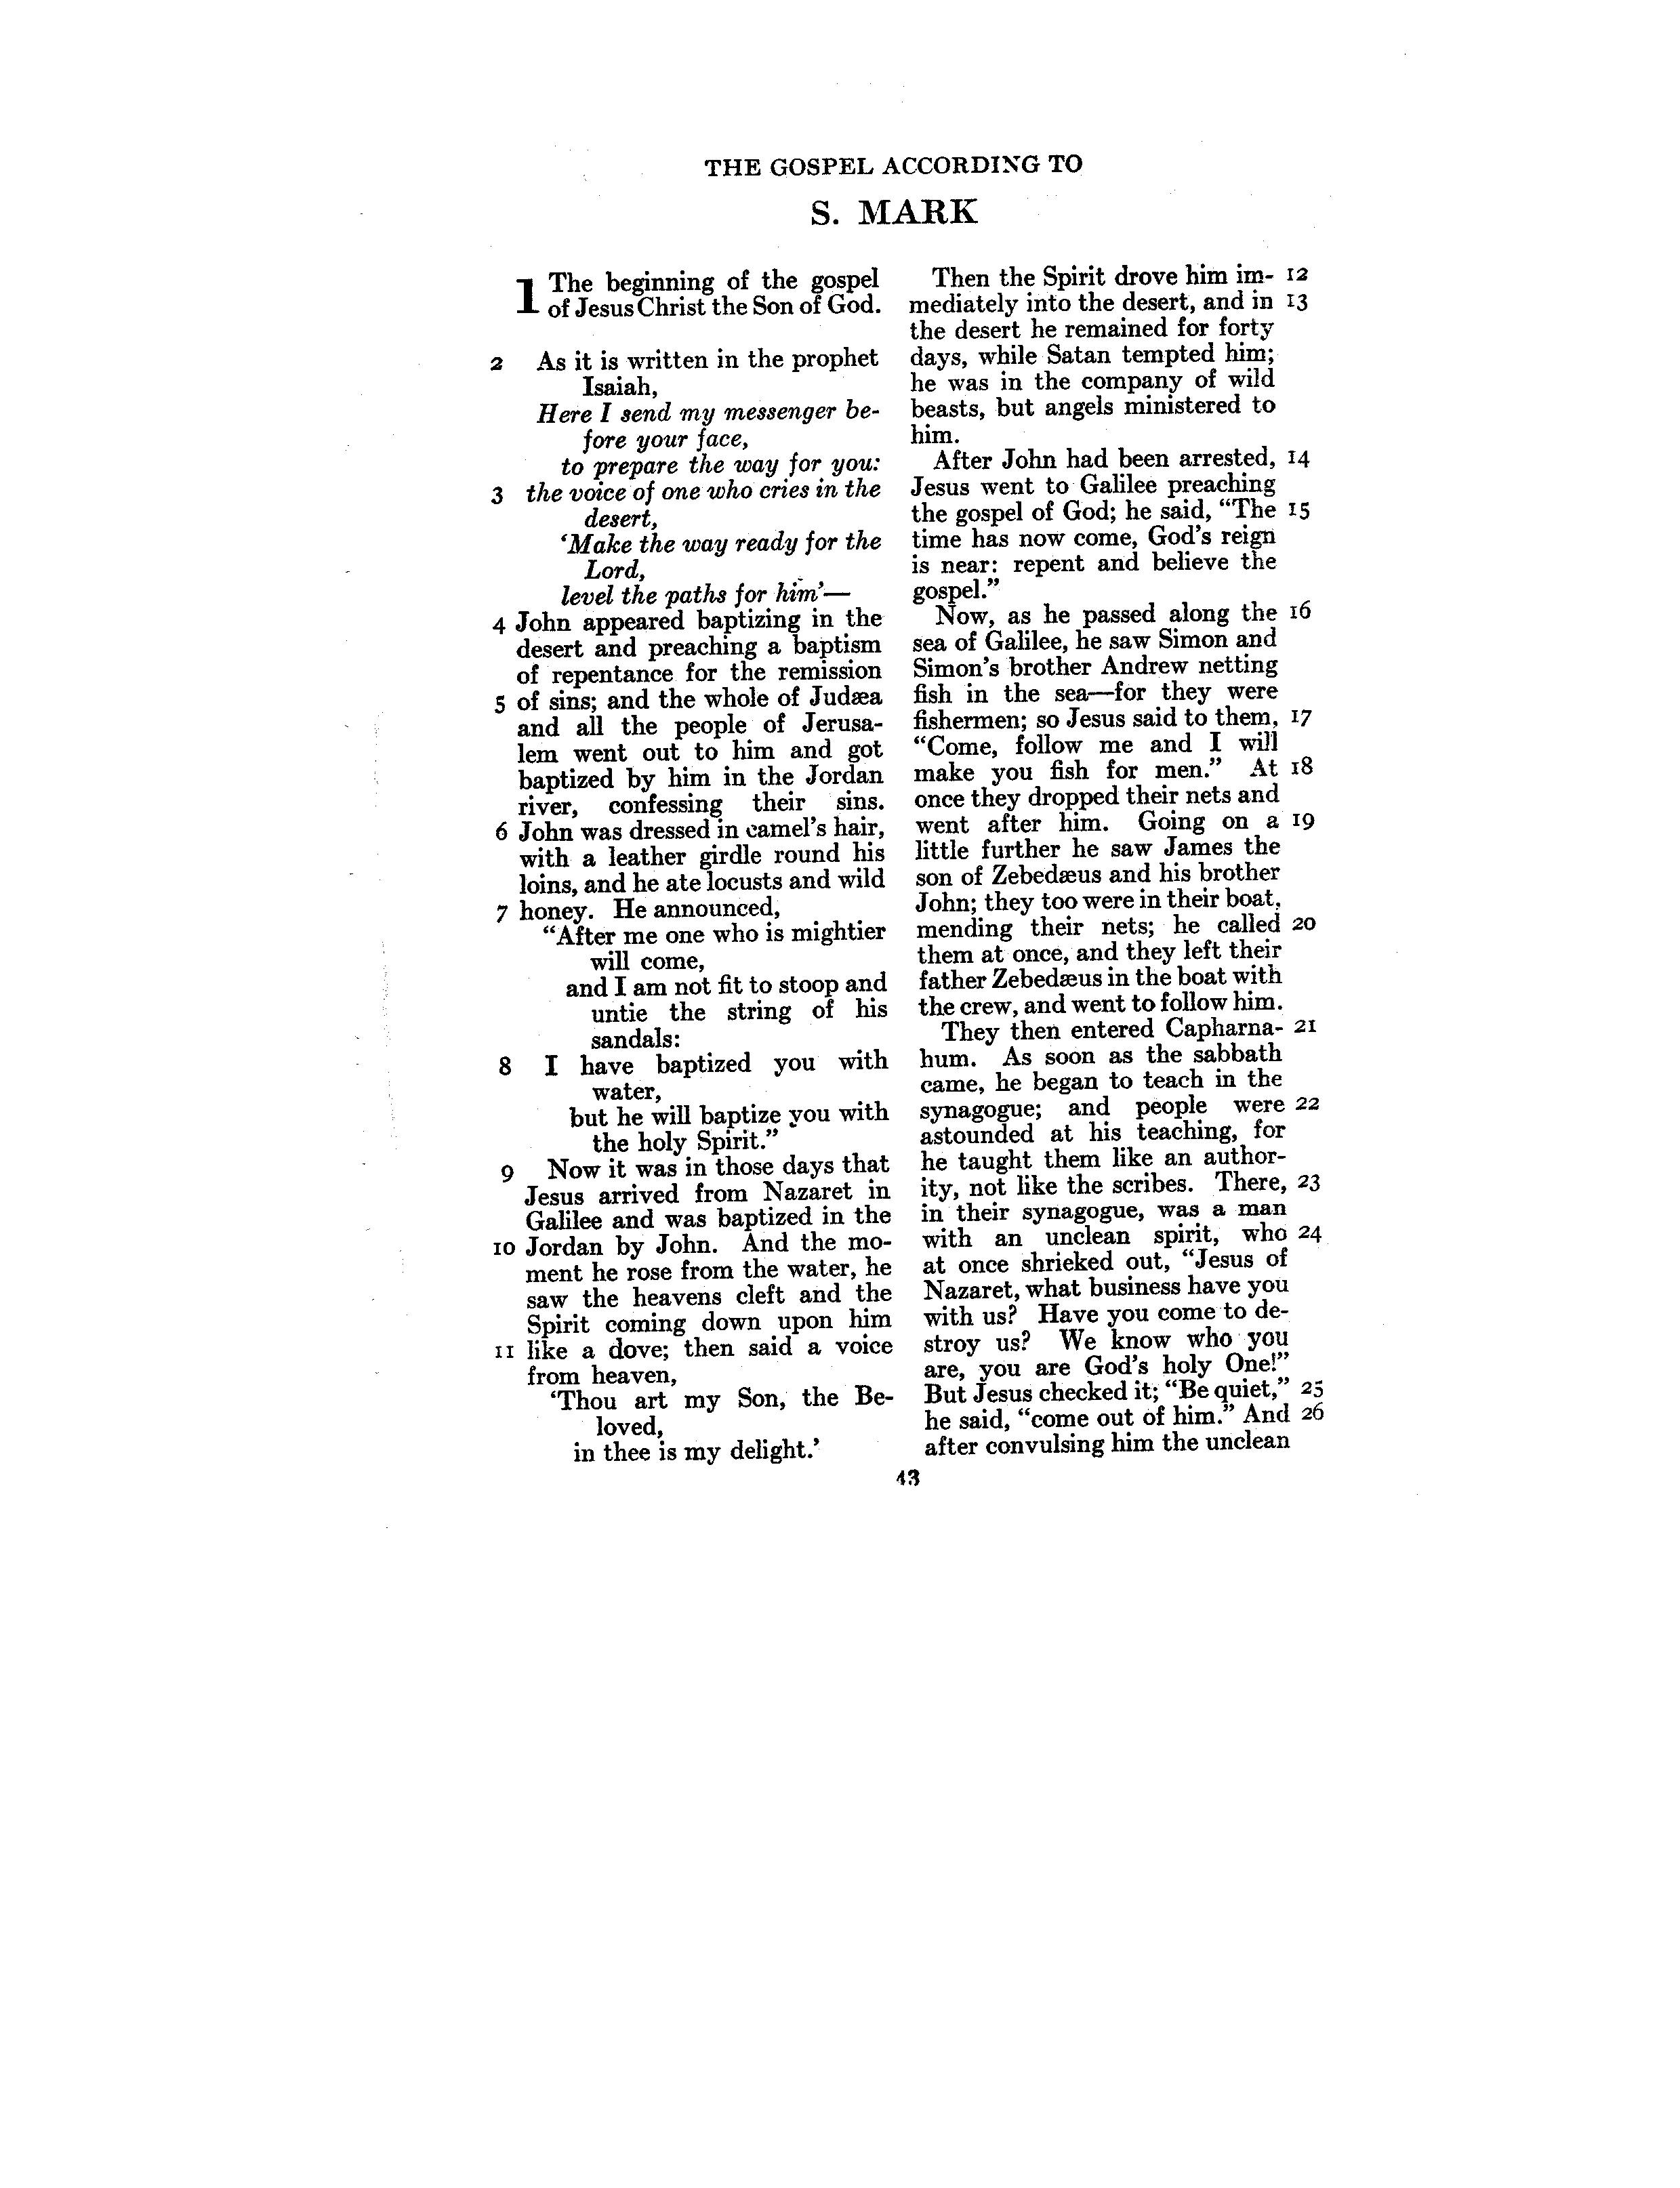 THE GOSPEL ACCORDING TO
S. MARK
1 The beginning of the gospel
of Jesus Christ the Son of God.
2 As it is written in the prophet
Isaiah,
Here I send my messenger be-
fore your face,
to prepare the way for you:
3 the voice of one who cries in the
desert,
‘Make the way ready for the
Lord,
level the paths for him’—
4 John appeared baptizing in the
desert and preaching a baptism
of repentance for the remission
5 of sins; and the whole of Judæa
and all the people of Jerusa-
lem went out to him and got
baptized by him in the Jordan
river, confessing their sins.
6 John was dressed in camel's hair,
with a leather girdle round his
loins, and he ate locusts and wild
7 honey. He announced,
“After me one who is mightier
will come,
and I am not fit to stoop and
untie the string of his
sandals:
8 I have baptized you with
water,
but he will baptize you with
the holy Spirit.”
9 Now it was in those days that
Jesus arrived from Nazaret in
Galilee and was baptized in the
10 Jordan by John. And the mo-
ment he rose from the water, he
saw the heavens cleft and the
Spirit coming down upon him
11 like a dove; then said a voice
from heaven,
‘Thou art my Son, the Be-
loved,
in thee is my delight.’
Then the Spirit drove him im- 12
mediately into the desert, and in 13
the desert he remained for forty
days, while Satan tempted him;
he was in the company of wild
beasts, but angels ministered to
him.
After John had been arrested, 14
Jesus went to Galilee preaching
the gospel of God; he said, “The 15
time has now come, God's reign
is near: repent and believe the
gospel.”
Now, as he passed along the 16
sea of Galilee, he saw Simon and
Simon's brother Andrew netting
fish in the sea—for they were
fishermen; so Jesus said to them, 17
“Come, follow me and I will
make you fish for men.” At 18
once they dropped their nets and
went after him. Going on a 19
little further he saw James the
son of Zebedæus and his brother
John; they too were in their boat,
mending their nets; he called 20
them at once, and they left their
father Zebedæus in the boat with
the crew, and went to follow him.
They then entered Capharna- 21
hum. As soon as the sabbath
came, he began to teach in the
synagogue; and people were 22
astounded at his teaching, for
he taught them like an author-
ity, not like the scribes. There, 23
in their synagogue, was a man
with an unclean spirit, who 24
at once shrieked out, “Jesus of
Nazaret, what business have you
with us? Have you come to de-
stroy us? We know who you
are, you are God's holy One!”
But Jesus checked it; “Be quiet,” 25
he said, “come out of him.” And 26
after convulsing him the unclean
43